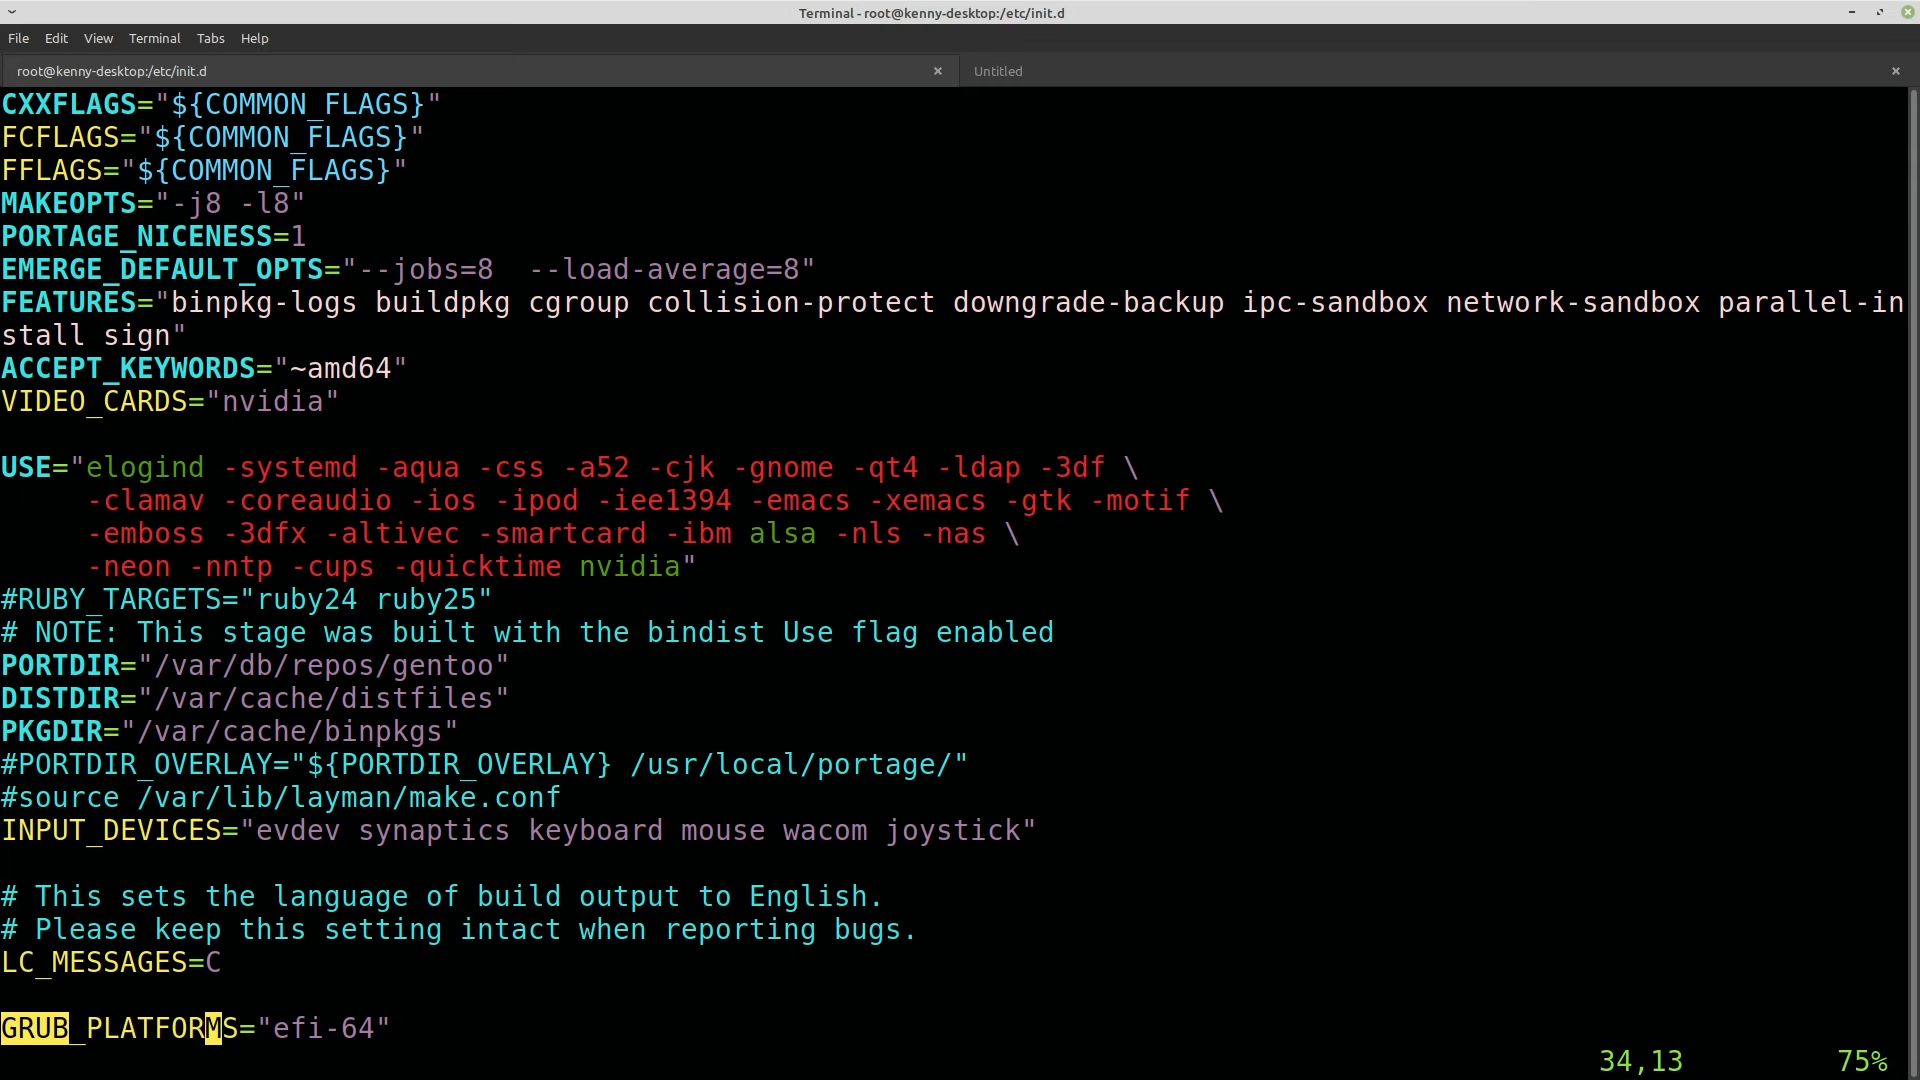 Terminal - root@kenny-desktop:/etc/init.d
File Edit View Terminal Tabs Help
root@kenny-desktop:/etc/init.d Untitled
CXXFLAGS="${COMMON_FLAGS}"
FCFLAGS="${COMMON_FLAGS}"
FFLAGS="${COMMON_FLAGS}"
MAKEOPTS="-j8 -l8"
PORTAGE_NICENESS=1
EMERGE_DEFAULT_OPTS="--jobs=8  --load-average=8"
FEATURES="binpkg-logs buildpkg cgroup collision-protect downgrade-backup ipc-sandbox network-sandbox parallel-in
stall sign"
ACCEPT_KEYWORDS="~amd64"
VIDEO_CARDS="nvidia"
USE="elogind -systemd -aqua -css -a52 -cjk -gnome -qt4 -ldap -3df \
     -clamav -coreaudio -ios -ipod -iee1394 -emacs -xemacs -gtk -motif \
     -emboss -3dfx -altivec -smartcard -ibm alsa -nls -nas \
     -neon -nntp -cups -quicktime nvidia"
#RUBY_TARGETS="ruby24 ruby25"
# NOTE: This stage was built with the bindist Use flag enabled
PORTDIR="/var/db/repos/gentoo"
DISTDIR="/var/cache/distfiles"
PKGDIR="/var/cache/binpkgs"
#PORTDIR_OVERLAY="${PORTDIR_OVERLAY} /usr/local/portage/"
#source /var/lib/layman/make.conf
INPUT_DEVICES="evdev synaptics keyboard mouse wacom joystick"
# This sets the language of build output to English.
# Please keep this setting intact when reporting bugs.
LC_MESSAGES=C
GRUB_PLATFORMS="efi-64"
34,13 75%